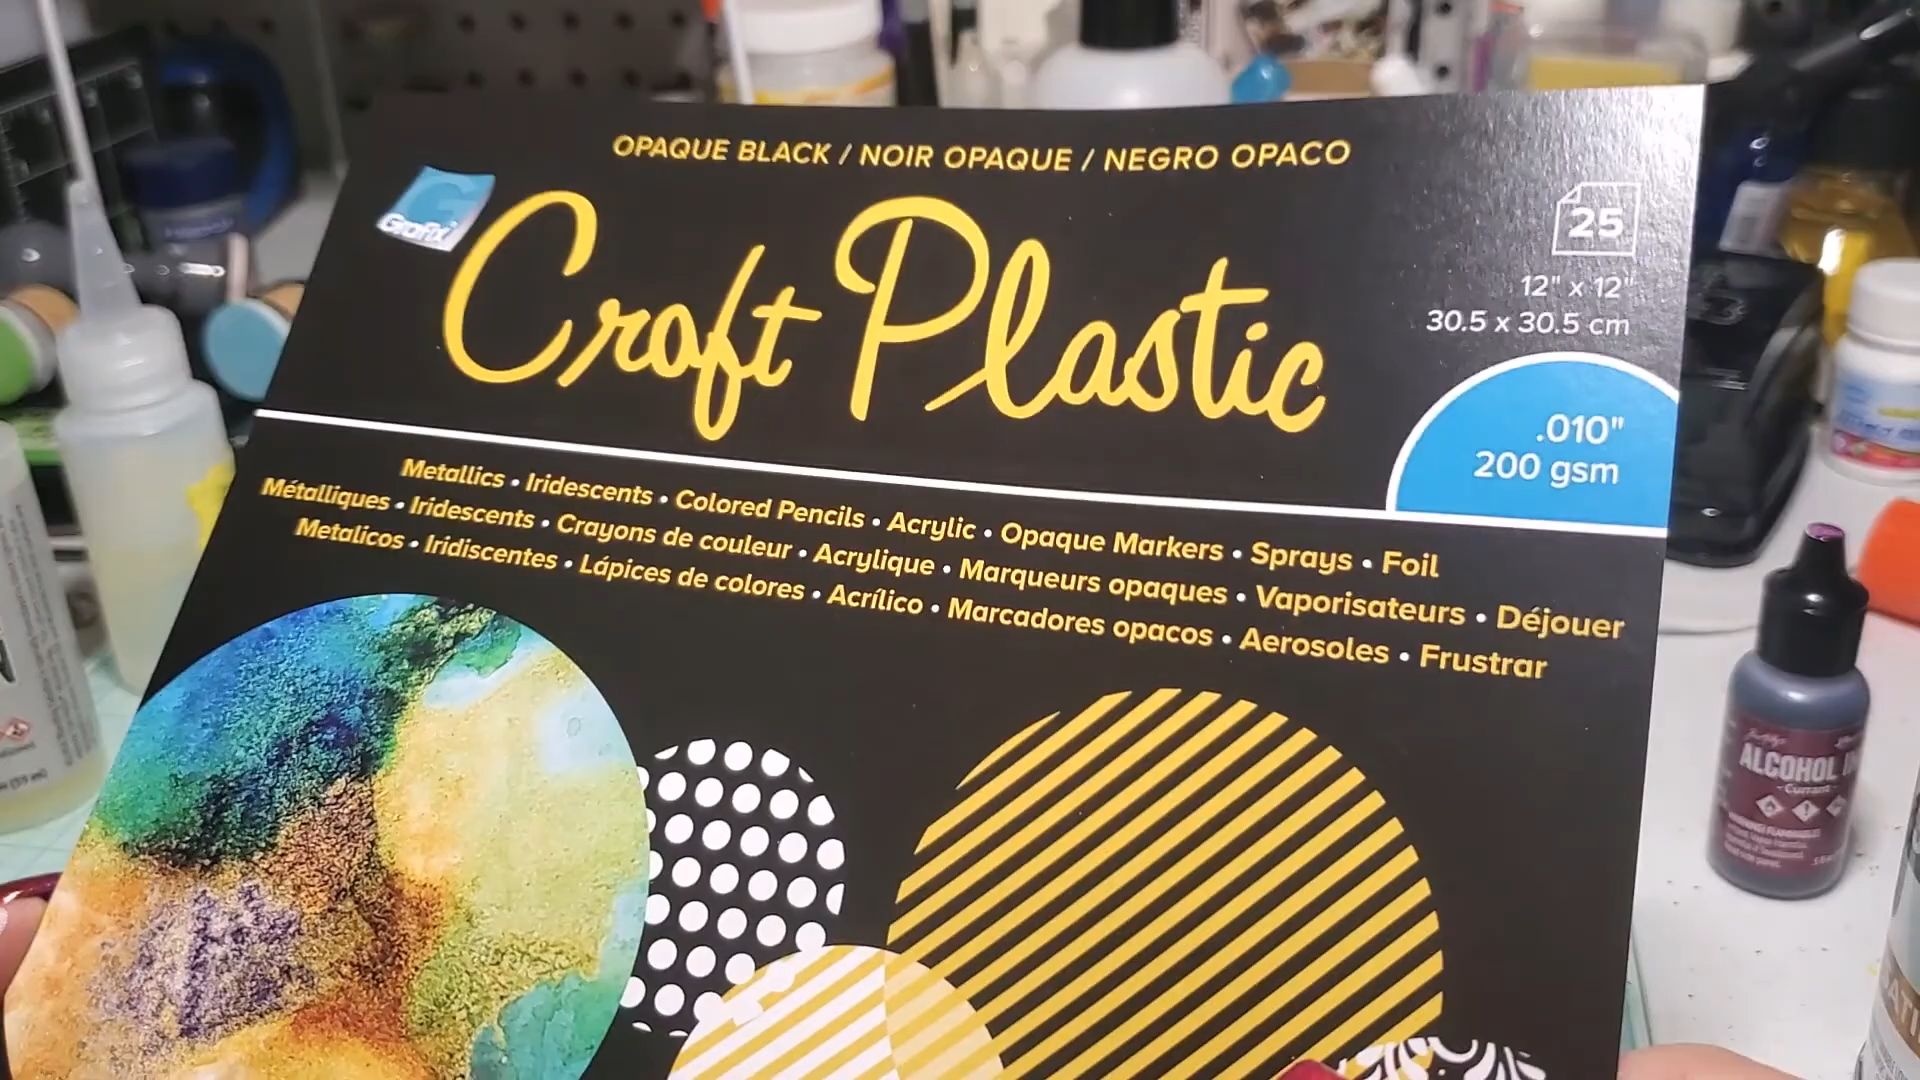 OPAQUE BLACK / NOIR OPAQUE / NEGRO OPACO
Grafix
Craft Plastic
25
12" x 12"
30.5 x 30.5 cm
.010"
200 gsm
Metallics • Iridescents • Colored Pencils • Acrylic • Opaque Markers • Sprays • Foil
Métalliques • Iridescents • Crayons de couleur • Acrylique • Marqueurs opaques • Vaporisateurs • Déjouer
Metalicos • Iridiscentes • Lápices de colores • Acrílico • Marcadores opacos • Aerosoles • Frustrar
ALCOHOL
- Currant -